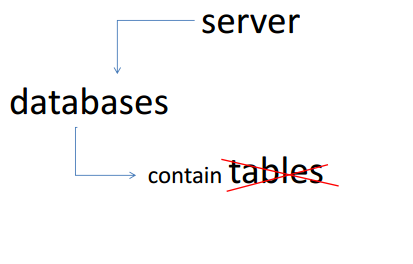 server
databases
contain tables